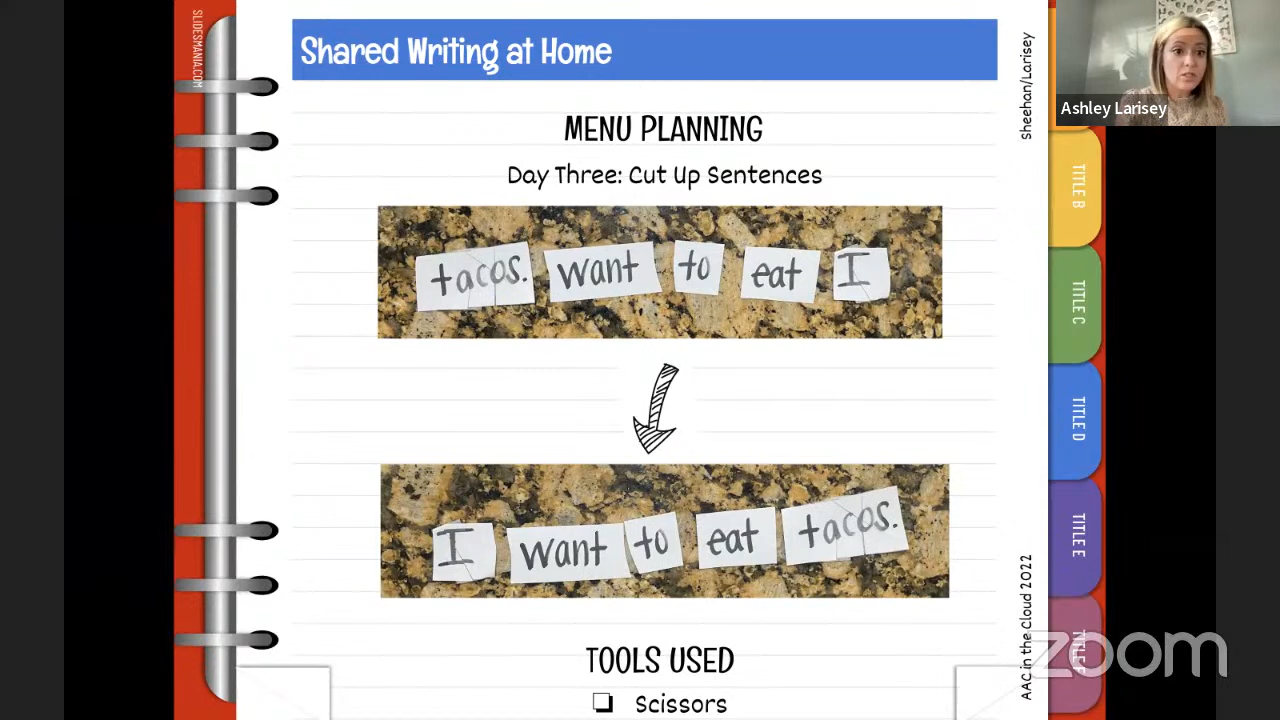 SLIDESMANIA.COM
Shared Writing at Home
Sheehan/Larisey
Ashley Larisey
MENU PLANNING
Day Three: Cut Up Sentences
tacos. want to eat I
I want to eat tacos.
TOOLS USED
❏ Scissors
TITLE B
TITLE C
TITLE D
TITLE E
TITLE F
AAC in the Cloud 2022
zoom